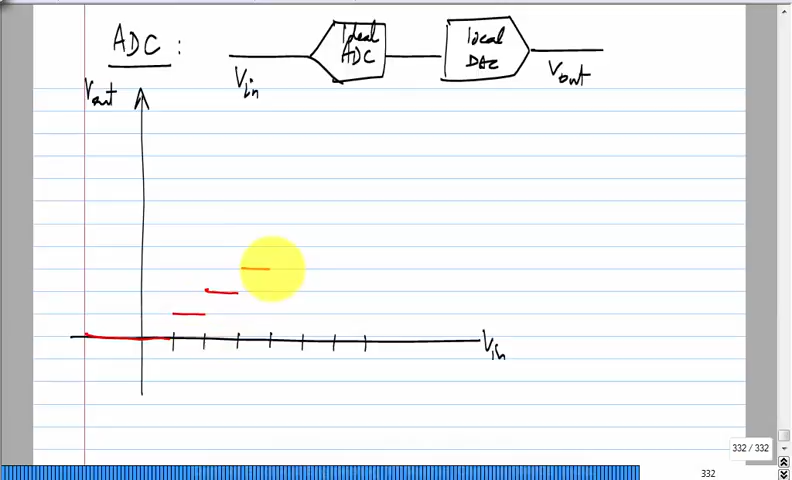 ADC :
Ideal
ADC
Ideal
DAC
Vin
Vout
Vout
Vin
332 / 332
332